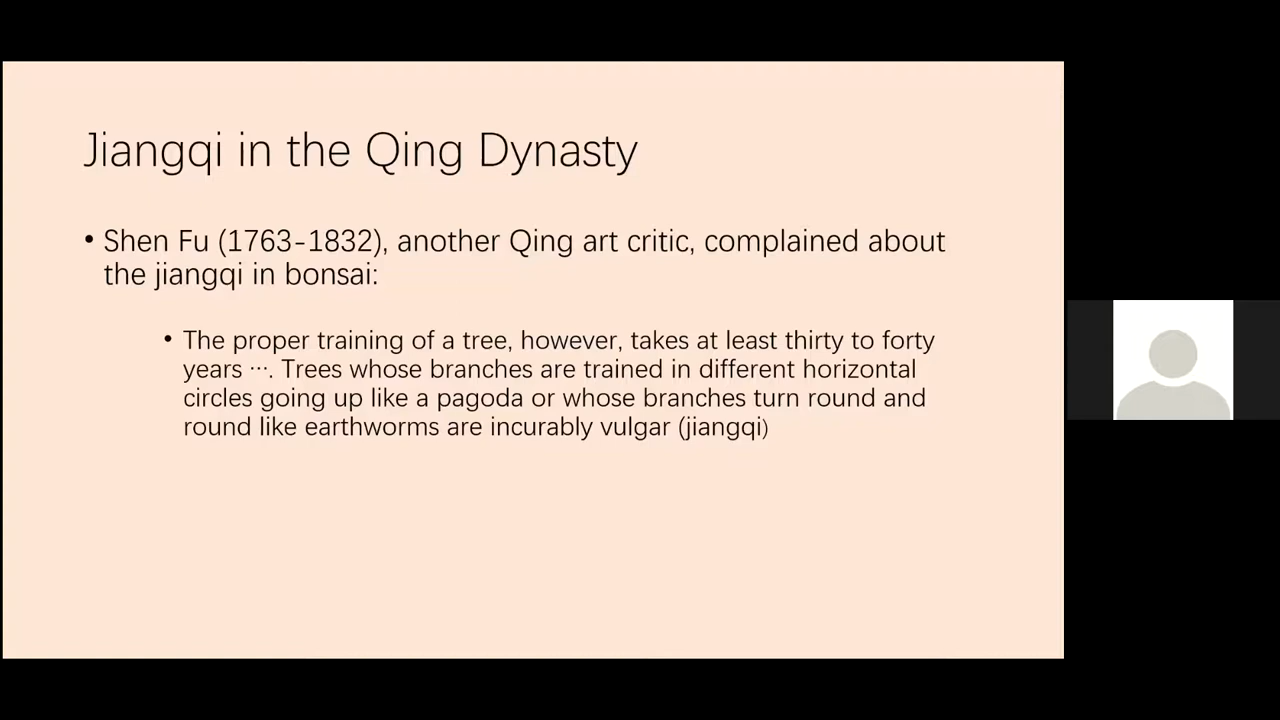 Jiangqi in the Qing Dynasty
• Shen Fu (1763-1832), another Qing art critic, complained about
the jiangqi in bonsai:
• The proper training of a tree, however, takes at least thirty to forty
years ⋯. Trees whose branches are trained in different horizontal
circles going up like a pagoda or whose branches turn round and
round like earthworms are incurably vulgar (jiangqi)